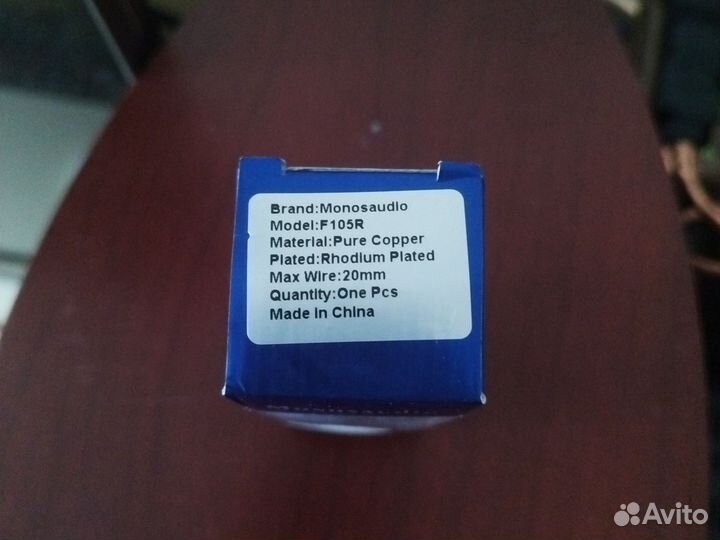 Brand:Monosaudio
Model:F105R
Material:Pure Copper
Plated:Rhodium Plated
Max Wire:20mm
Quantity:One Pcs
Made in China
Monosaudio
Avito